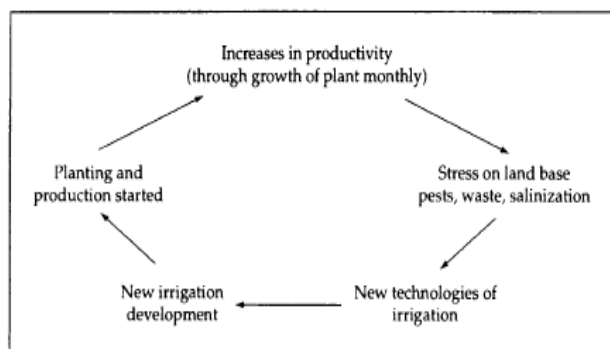 Increases in productivity
(through growth of plant monthly)
Planting and
production started
Stress on land base
pests, waste, salinization
New irrigation
development
New technologies of
irrigation